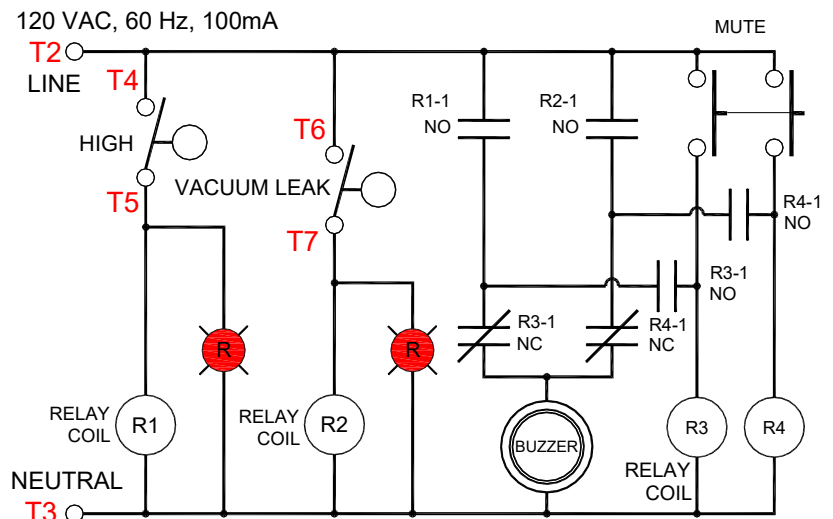 120 VAC, 60 Hz, 100mA
MUTE
T2
LINE
T4
HIGH
T5
T6
VACUUM LEAK
T7
R1-1
NO
R2-1
NO
R4-1
NO
R3-1
NO
R3-1
NC
R4-1
NC
R
R
RELAY
COIL
R1
RELAY
COIL
R2
BUZZER
R3
R4
RELAY
COIL
NEUTRAL
T3